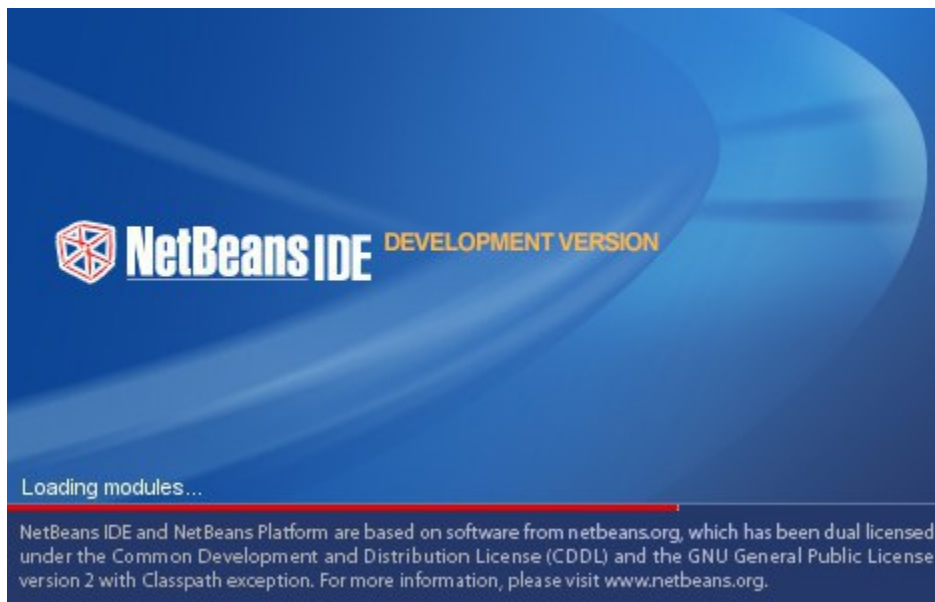 NetBeans IDE DEVELOPMENT VERSION
Loading modules...
NetBeans IDE and NetBeans Platform are based on software from netbeans.org, which has been dual licensed
under the Common Development and Distribution License (CDDL) and the GNU General Public License
version 2 with Classpath exception. For more information, please visit www.netbeans.org.